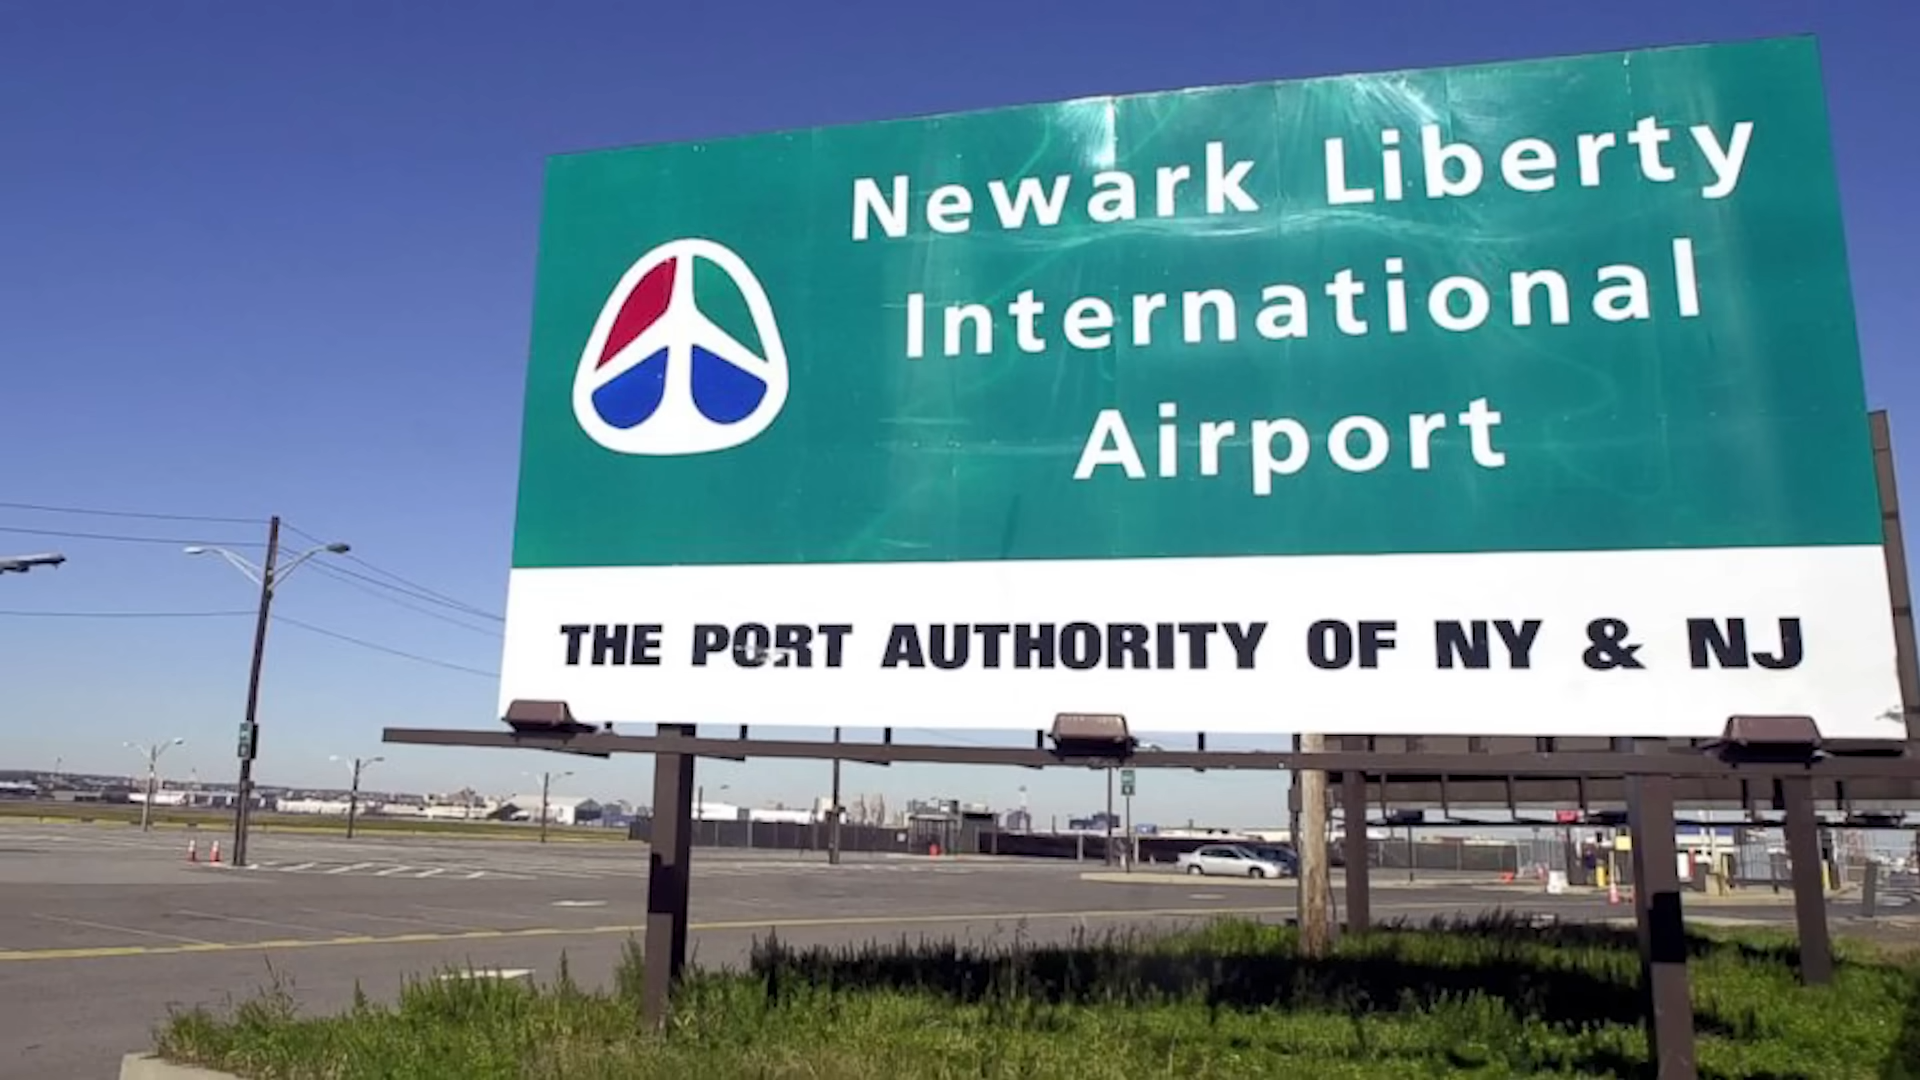 Newark Liberty
International
Airport
THE PORT AUTHORITY OF NY & NJ